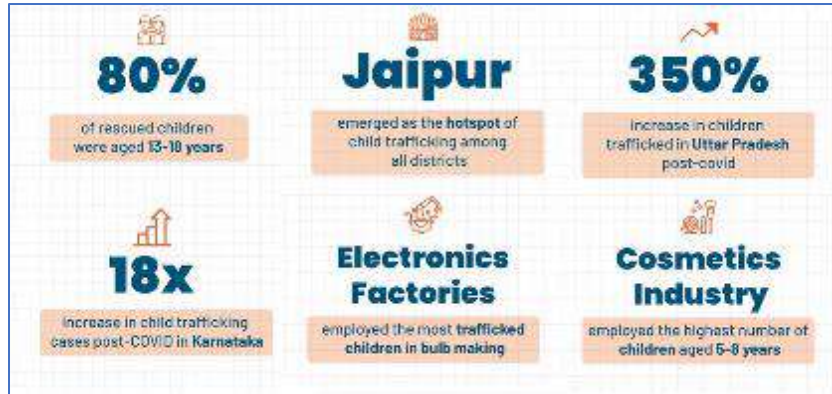 80%
of rescued children
were aged 13-18 years
Jaipur
emerged as the hotspot of
child trafficking among
all districts
350%
increase in children
trafficked in Uttar Pradesh
post-covid
18x
increase in child trafficking
cases post-COVID in Karnataka
Electronics
Factories
employed the most trafficked
children in bulb making
Cosmetics
Industry
employed the highest number of
children aged 5-8 years